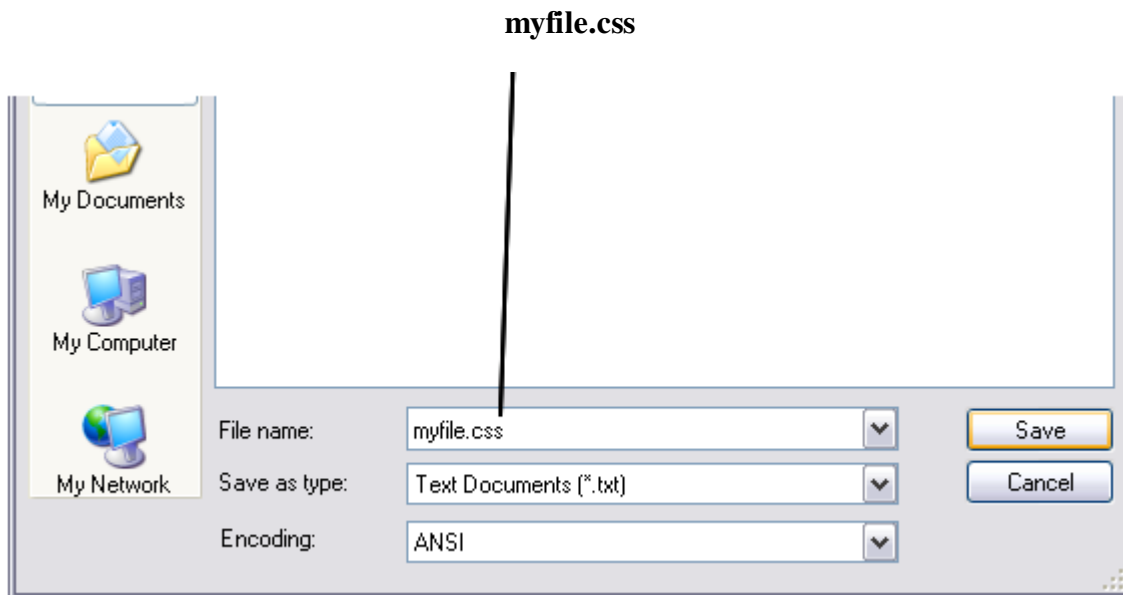 myfile.css
My Documents
My Computer
My Network
File name: myfile.css Save
Save as type: Text Documents (*.txt) Cancel
Encoding: ANSI